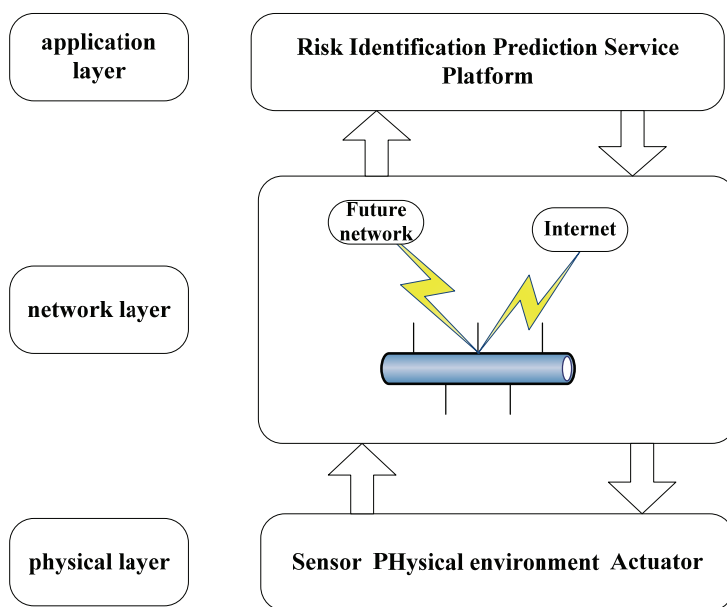 application
layer
Risk Identification Prediction Service
Platform
Future
network
Internet
network layer
physical layer
Sensor PHysical environment Actuator